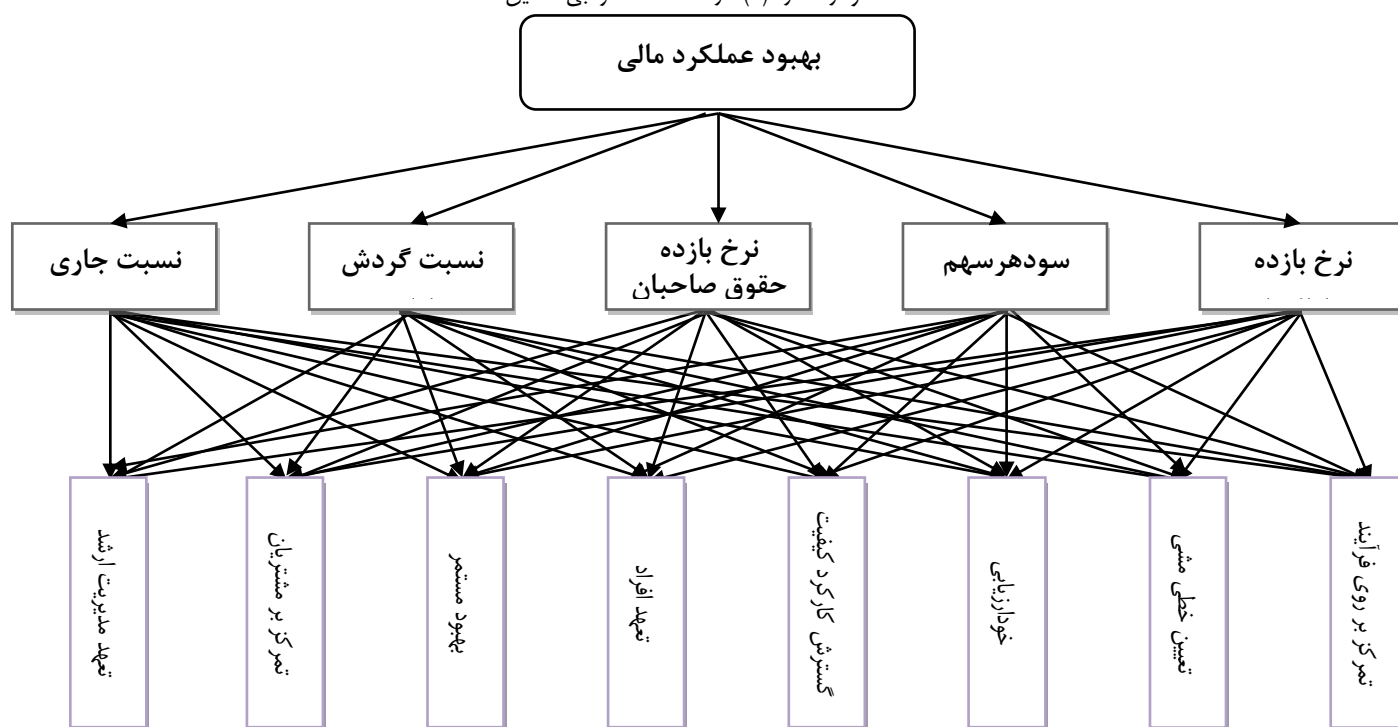 بهبود عملکرد مالی
نرخ بازده
سودهرسهم
نرخ بازده
حقوق صاحبان
نسبت گردش
نسبت جاری
تمرکز بر روی فرآیند
تعیین خطی مشی
خودارزیابی
گسترش کارکرد کیفیت
تعهد افراد
بهبود مستمر
تمرکز بر مشتریان
تعهد مدیریت ارشد